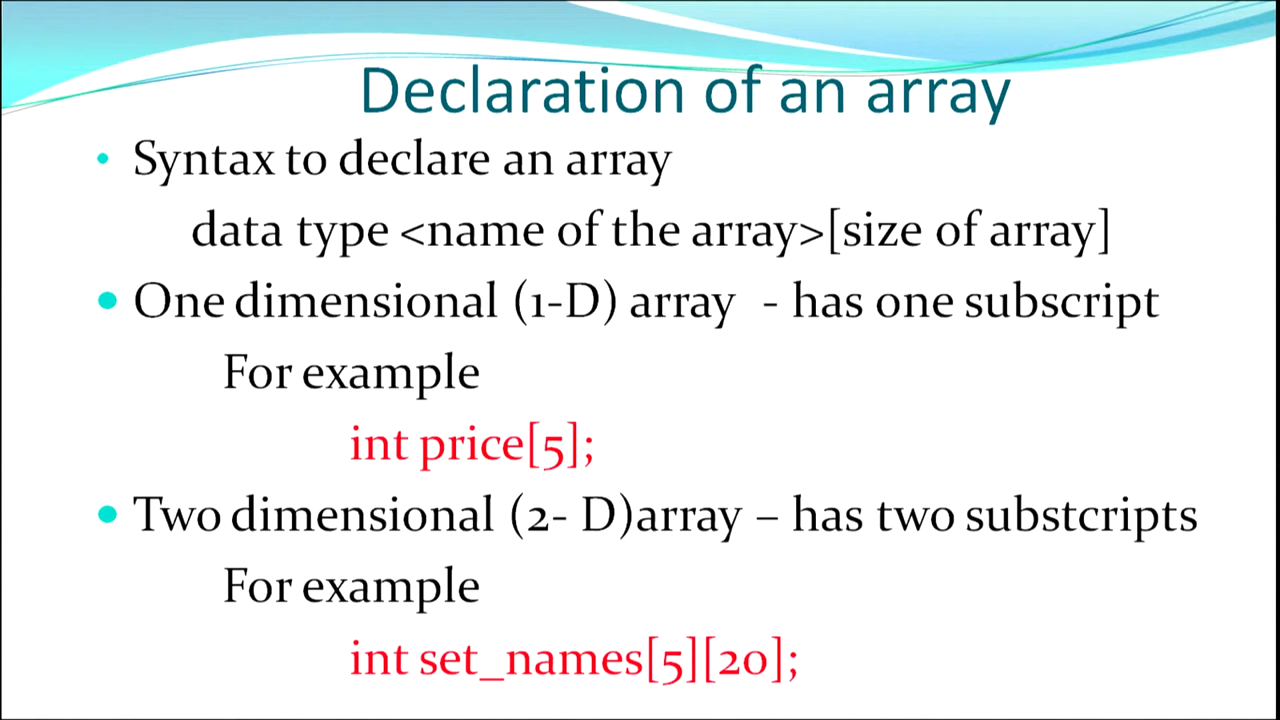 Declaration of an array
• Syntax to declare an array
data type <name of the array>[size of array]
• One dimensional (1-D) array - has one subscript
For example
int price[5];
• Two dimensional (2- D)array – has two substcripts
For example
int set_names[5][20];